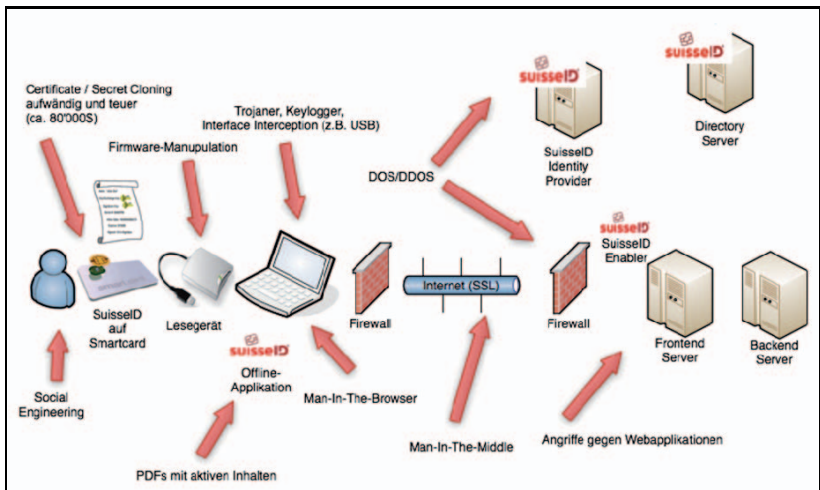 suisseID
suisseID
Certificate / Secret Cloning
aufwändig und teuer
(ca. 80'000$)
Trojaner, Keylogger,
Interface Interception (z.B. USB)
Firmware-Manupulation
DOS/DDOS
SuisseID
Identity
Provider
Directory
Server
suisseID
SuisseID
Enabler
Internet (SSL)
SuisseID
auf
Smartcard
Lesegerät
Firewall
Firewall
Frontend
Server
Backend
Server
suisseID
Offline-
Applikation
Social
Engineering
Man-In-The-Browser
Man-In-The-Middle
Angriffe gegen Webapplikationen
PDFs mit aktiven Inhalten